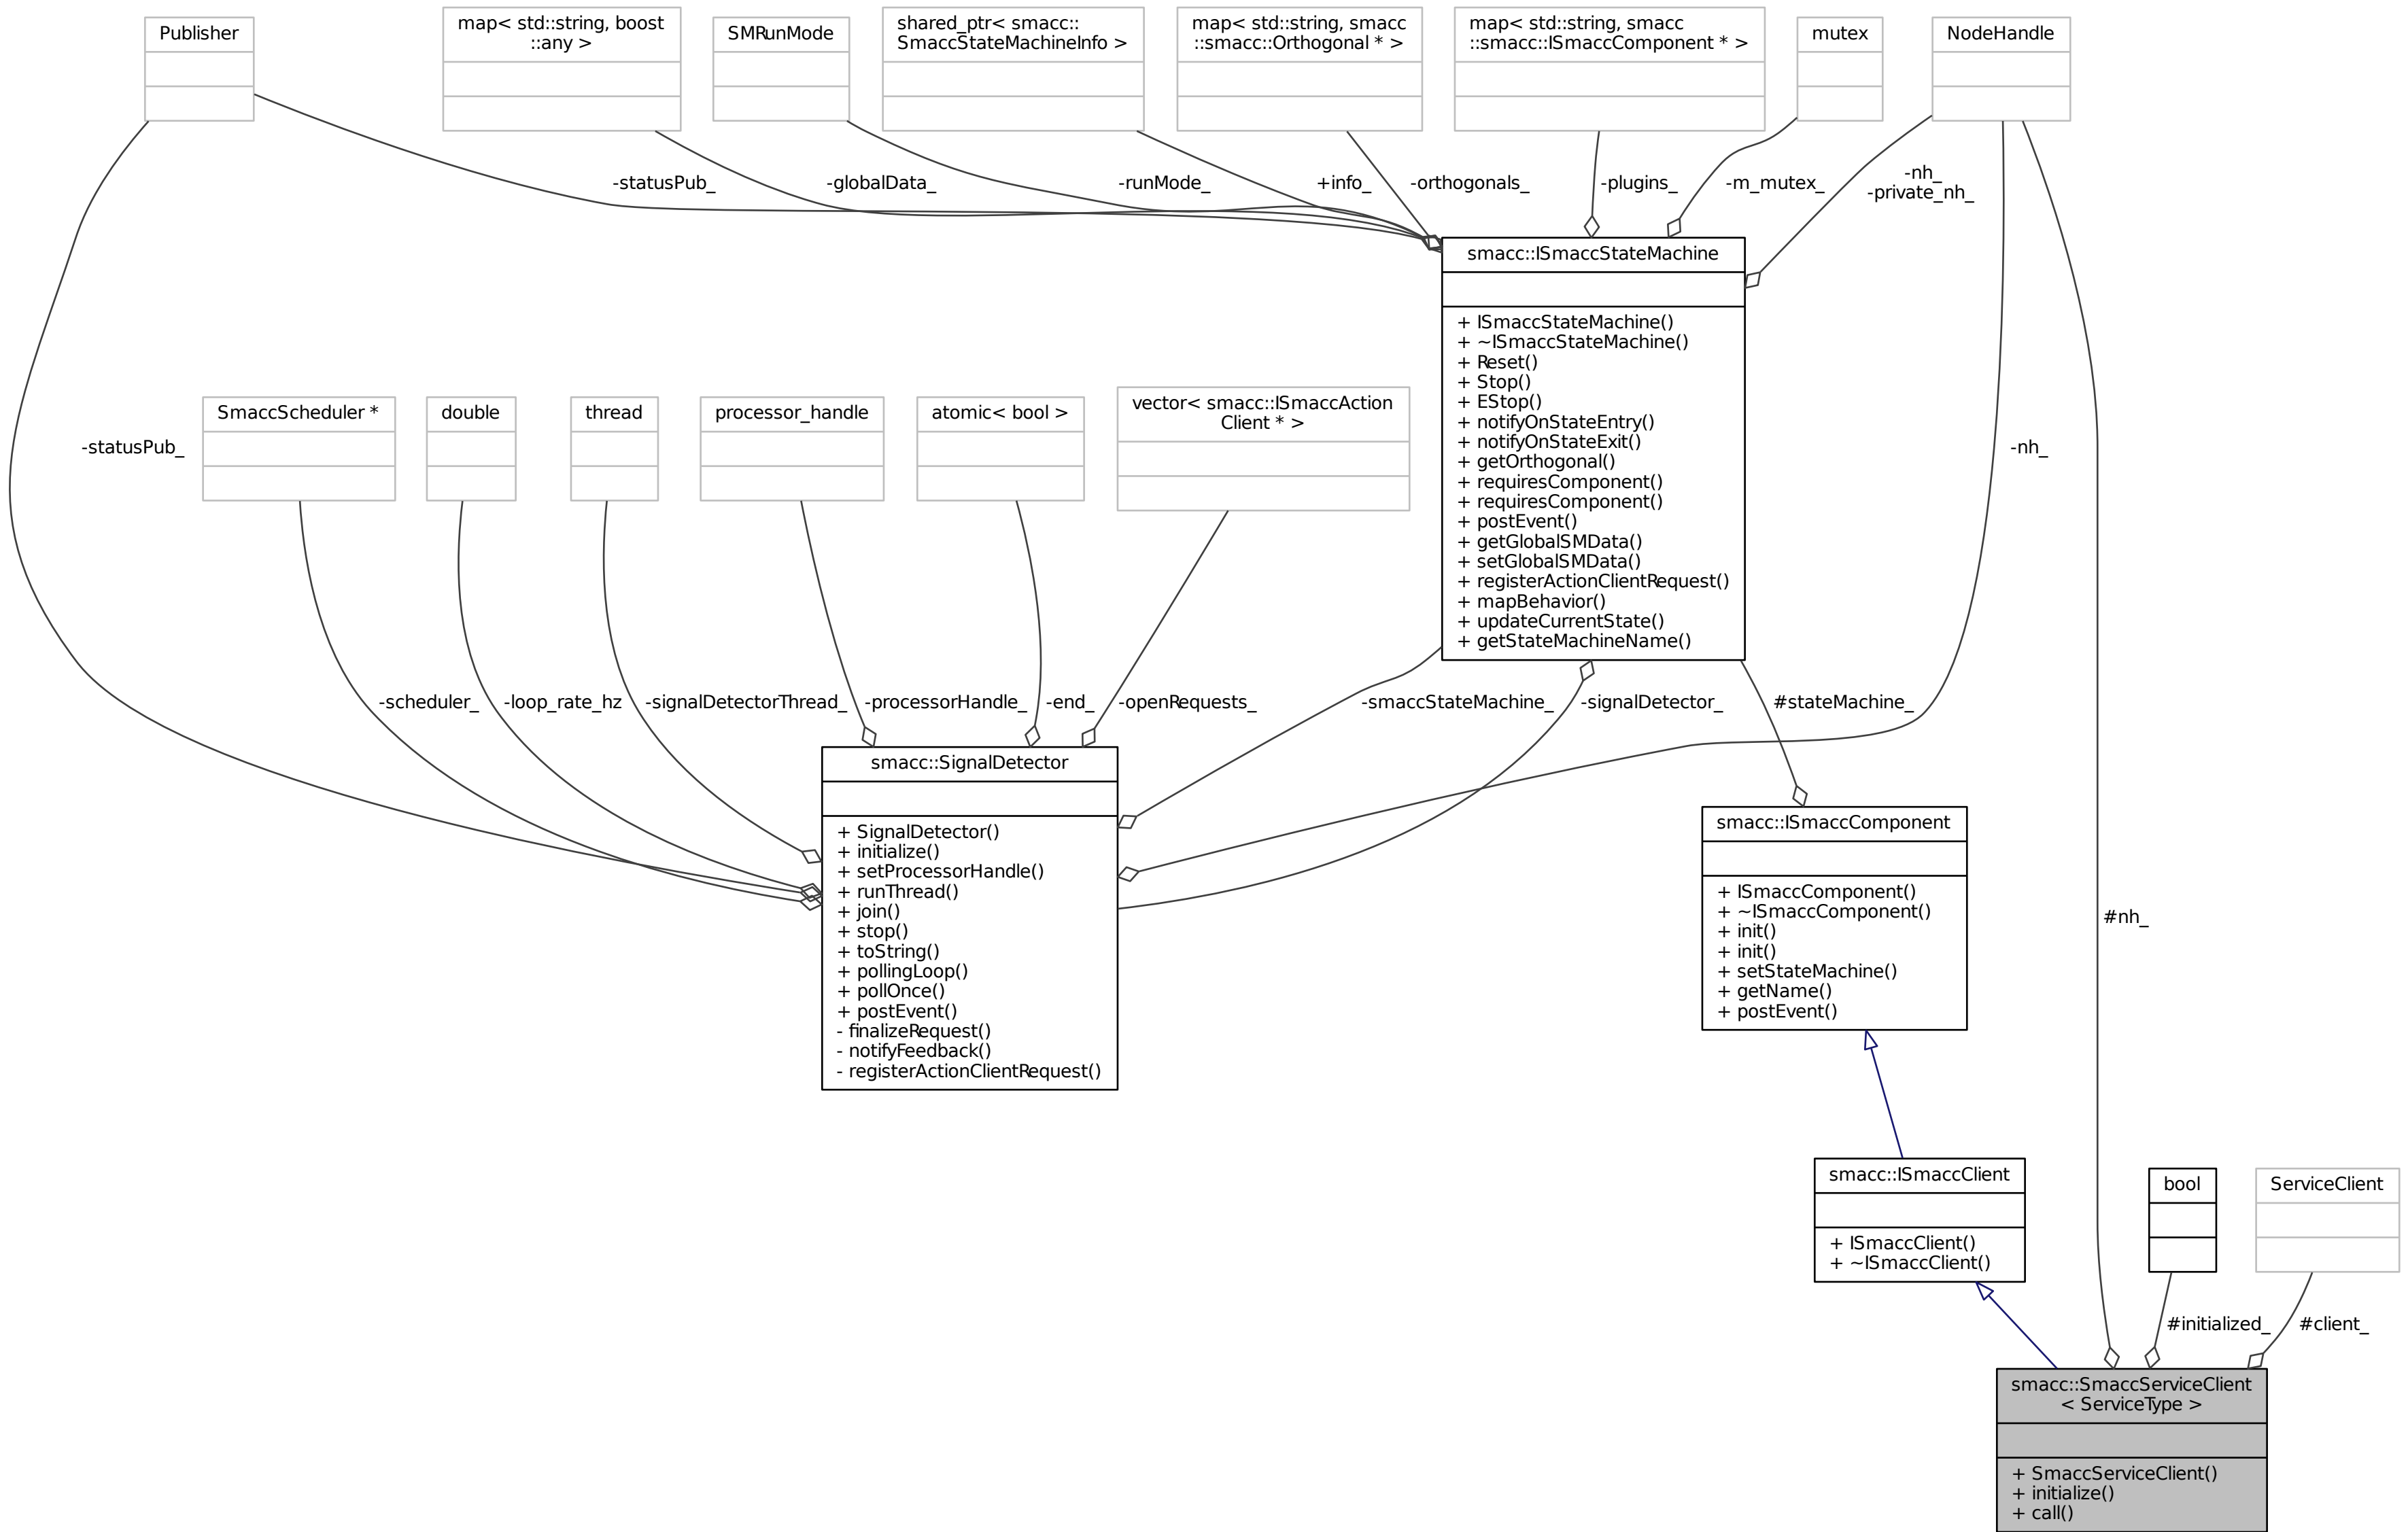 Publisher
map< std::string, boost
::any >
SMRunMode
shared_ptr< smacc::
SmaccStateMachineInfo >
map< std::string, smacc
::smacc::Orthogonal * >
map< std::string, smacc
::smacc::ISmaccComponent * >
mutex
NodeHandle
-statusPub_
-globalData_
-runMode_
+info_
-orthogonals_
-plugins_
-m_mutex_
-nh_
-private_nh_
smacc::ISmaccStateMachine
+ ISmaccStateMachine()
+ ~ISmaccStateMachine()
+ Reset()
+ Stop()
+ EStop()
+ notifyOnStateEntry()
+ notifyOnStateExit()
+ getOrthogonal()
+ requiresComponent()
+ requiresComponent()
+ postEvent()
+ getGlobalSMData()
+ setGlobalSMData()
+ registerActionClientRequest()
+ mapBehavior()
+ updateCurrentState()
+ getStateMachineName()
-statusPub_
SmaccScheduler *
double
thread
processor_handle
atomic< bool >
vector< smacc::ISmaccAction
Client * >
-nh_
-scheduler_
-loop_rate_hz
-signalDetectorThread_
-processorHandle_
-end_
-openRequests_
-smaccStateMachine_
-signalDetector_
#stateMachine_
smacc::SignalDetector
+ SignalDetector()
+ initialize()
+ setProcessorHandle()
+ runThread()
+ join()
+ stop()
+ toString()
+ pollingLoop()
+ pollOnce()
+ postEvent()
- finalizeRequest()
- notifyFeedback()
- registerActionClientRequest()
smacc::ISmaccComponent
+ ISmaccComponent()
+ ~ISmaccComponent()
+ init()
+ init()
+ setStateMachine()
+ getName()
+ postEvent()
#nh_
smacc::ISmaccClient
+ ISmaccClient()
+ ~ISmaccClient()
bool
ServiceClient
#initialized_
#client_
smacc::SmaccServiceClient
< ServiceType >
+ SmaccServiceClient()
+ initialize()
+ call()